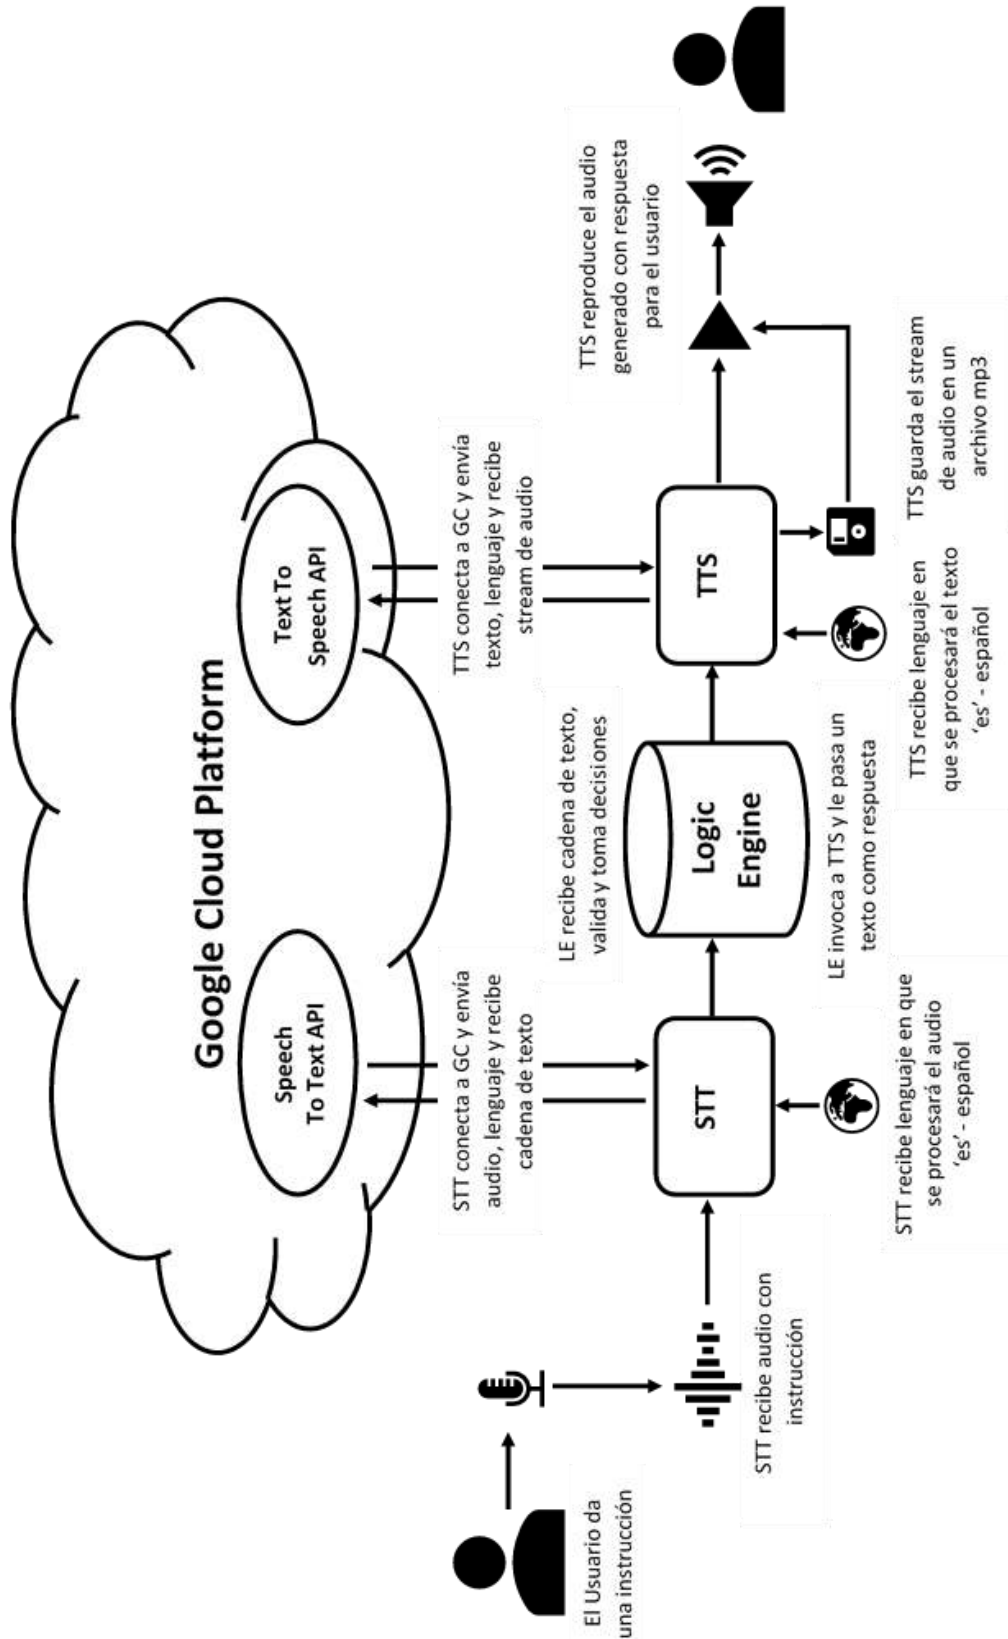 Google Cloud Platform
Speech
To Text API
Text To
Speech API
STT conecta a GC y envía
audio, lenguaje y recibe
cadena de texto
TTS conecta a GC y envía
texto, lenguaje y recibe
stream de audio
El Usuario da
una instrucción
STT recibe audio con
instrucción
STT
STT recibe lenguaje en que
se procesará el audio
‘es’ - español
LE recibe cadena de texto,
valida y toma decisiones
Logic
Engine
LE invoca a TTS y le pasa un
texto como respuesta
TTS
TTS recibe lenguaje en
que se procesará el texto
‘es’ - español
TTS guarda el stream
de audio en un
archivo mp3
TTS reproduce el audio
generado con respuesta
para el usuario